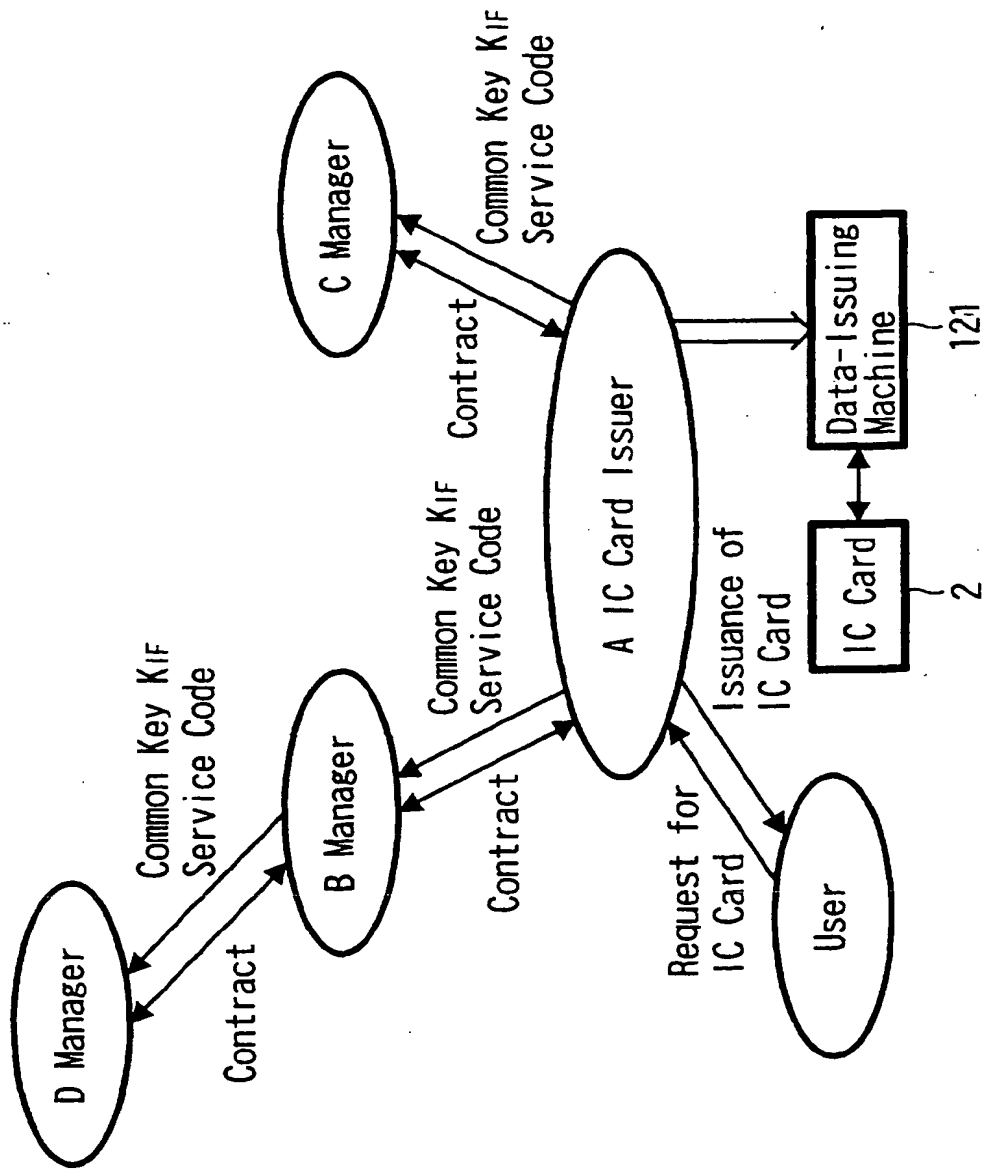 D Manager
Common Key KIF
Service Code
Contract
B Manager
Common Key KIF
Service Code
Contract
C Manager
Common Key KIF
Service Code
Contract
A IC Card Issuer
Request for
IC Card
Issuance of
IC Card
User
IC Card
2
Data-Issuing
Machine
121